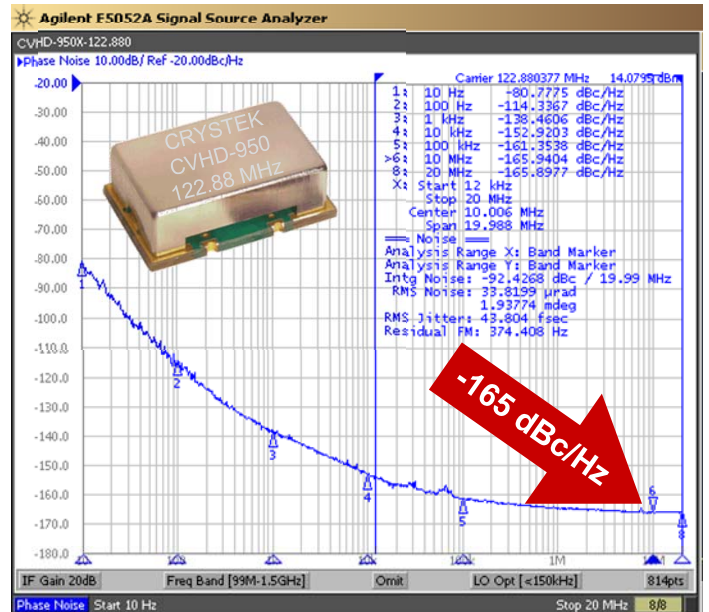 Agilent E5052A Signal Source Analyzer
CVHD-950X-122.880
Phase Noise 10.00dB/ Ref -20.00dBc/Hz
Carrier 122.880377 MHz 14.0795 dBm
1: 10 Hz -80.7775 dBc/Hz
2: 100 Hz -114.3367 dBc/Hz
3: 1 kHz -138.4606 dBc/Hz
4: 10 kHz -152.9203 dBc/Hz
5: 100 kHz -161.3538 dBc/Hz
>6: 10 MHz -165.9404 dBc/Hz
8: 20 MHz -165.8977 dBc/Hz
X: Start 12 kHz
Stop 20 MHz
Center 10.006 MHz
Span 19.988 MHz
=== Noise ===
Analysis Range X: Band Marker
Analysis Range Y: Band Marker
Intg Noise: -92.4268 dBc / 19.99 MHz
RMS Noise: 33.8199 µrad
1.93774 mdeg
RMS Jitter: 43.804 fsec
Residual FM: 374.408 Hz
CRYSTEK
CVHD-950
122.88 MHz
-20.00
-30.00
-40.00
-50.00
-60.00
-70.00
-80.00
-90.00
-100.0
-110.0
-120.0
-130.0
-140.0
-150.0
-160.0
-170.0
-180.0
1
2
3
4
5
6
8
-165 dBc/Hz
1M
IF Gain 20dB
Freq Band [99M-1.5GHz]
Omit
LO Opt [<150kHz]
814pts
Phase Noise Start 10 Hz
Stop 20 MHz
8/8